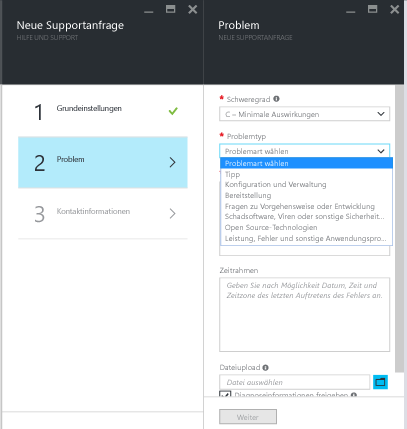 Neue Supportanfrage
HILFE UND SUPPORT
1 Grundeinstellungen
2 Problem
3 Kontaktinformationen
Problem
NEUE SUPPORTANFRAGE
* Schweregrad
C – Minimale Auswirkungen
* Problemtyp
Problemart wählen
Problemart wählen
Tipp
Konfiguration und Verwaltung
Bereitstellung
Fragen zu Vorgehensweise oder Entwicklung
Schadsoftware, Viren oder sonstige Sicherheit...
Open Source-Technologien
Leistung, Fehler und sonstige Anwendungspro...
Zeitrahmen
Geben Sie nach Möglichkeit Datum, Zeit und
Zeitzone des letzten Auftretens des Fehlers an.
Dateiupload
Datei auswählen
Diagnoseinformationen freigeben
Weiter